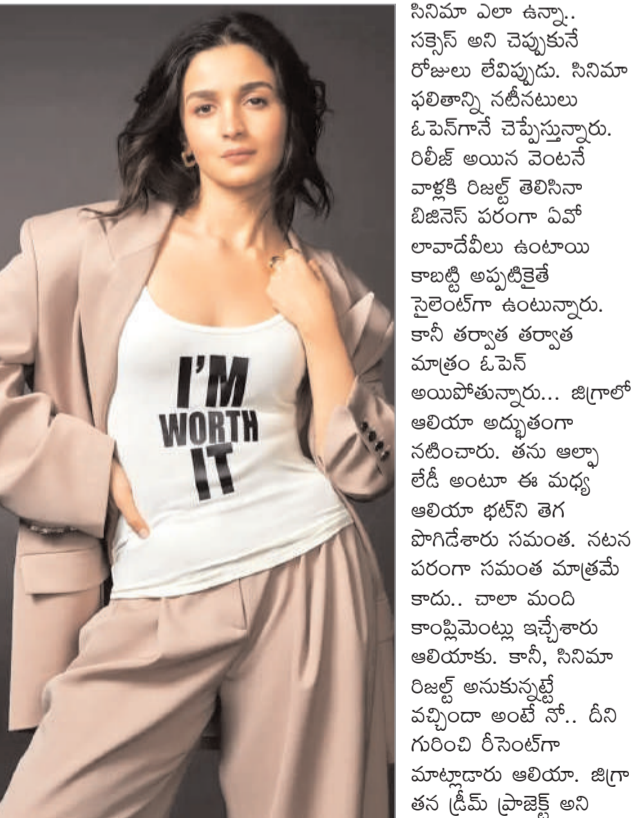 I'M
WORTH
IT
సినిమా ఎలా ఉన్నా..
సక్సెస్ అని చెప్పుకునే
రోజులు లేవిప్పుడు. సినిమా
ఫలితాన్ని నటీనటులు
ఓపెన్‌గానే చెప్పేస్తున్నారు.
రిలీజ్ అయిన వెంటనే
వాళ్లకి రిజల్ట్ తెలిసినా
బిజినెస్ పరంగా ఏవో
లావాదేవీలు ఉంటాయి
కాబట్టి అప్పటికైతే
సైలెంట్‌గా ఉంటున్నారు.
కానీ తర్వాత తర్వాత
మాత్రం ఓపెన్
అయిపోతున్నారు... జిగ్రాలో
ఆలియా అద్భుతంగా
నటించారు. తను ఆల్ఫా
లేడీ అంటూ ఈ మధ్య
ఆలియా భట్‌ని తెగ
పొగిడేశారు సమంత. నటన
పరంగా సమంత మాత్రమే
కాదు.. చాలా మంది
కాంప్లిమెంట్లు ఇచ్చేశారు
ఆలియాకు. కానీ, సినిమా
రిజల్ట్ అనుకున్నట్టే
వచ్చిందా అంటే నో.. దీని
గురించి రీసెంట్‌గా
మాట్లాడారు ఆలియా. జిగ్రా
తన డ్రీమ్ ప్రాజెక్ట్ అని